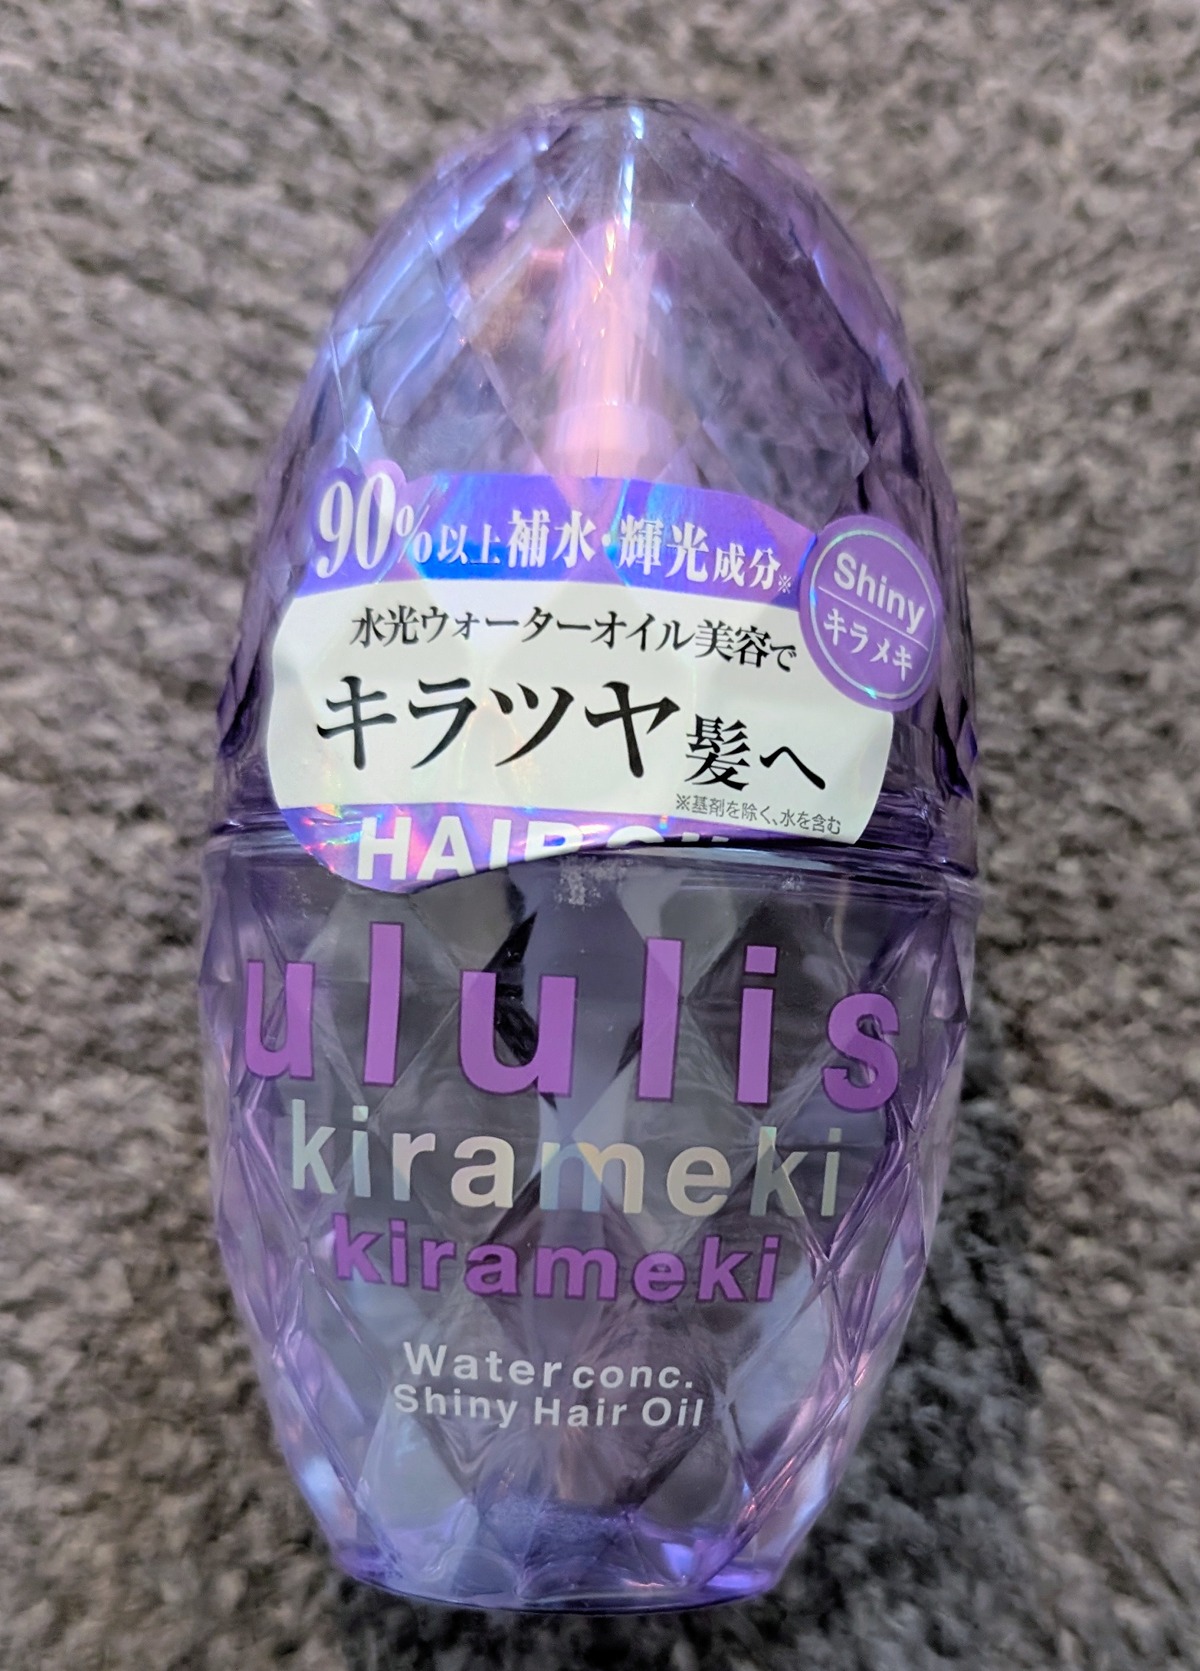 90%以上補水・輝光成分※
Shiny
キラメキ
水光ウォーターオイル美容で
キラツヤ髪へ
※基剤を除く、水を含む
HAIR OIL
ululis
kirameki
kirameki
Water conc.
Shiny Hair Oil